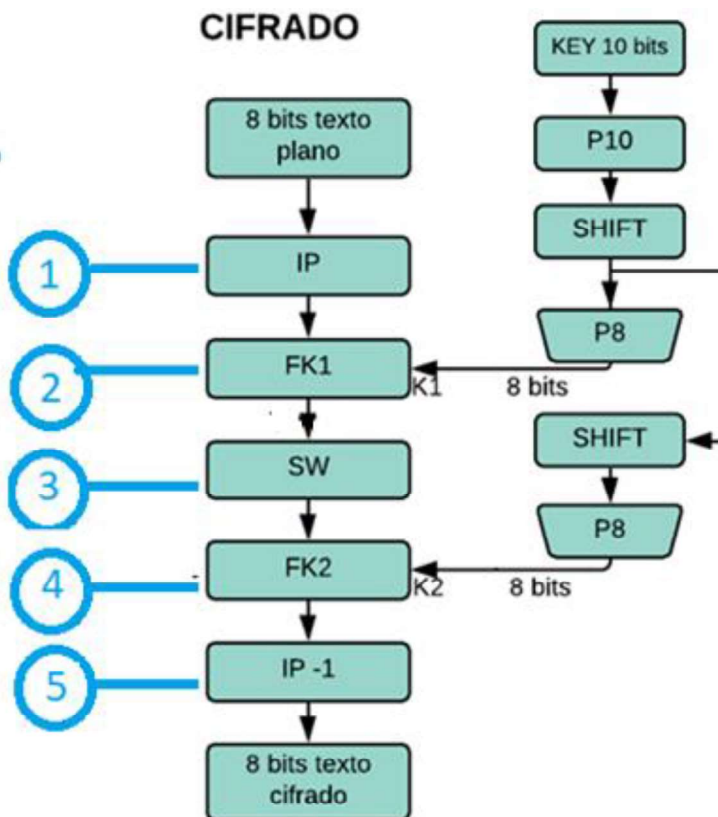 CIFRADO
8 bits texto
plano
1
IP
2
FK1
3
SW
4
FK2
5
IP -1
8 bits texto
cifrado
KEY 10 bits
P10
SHIFT
P8
K1
8 bits
SHIFT
P8
K2
8 bits